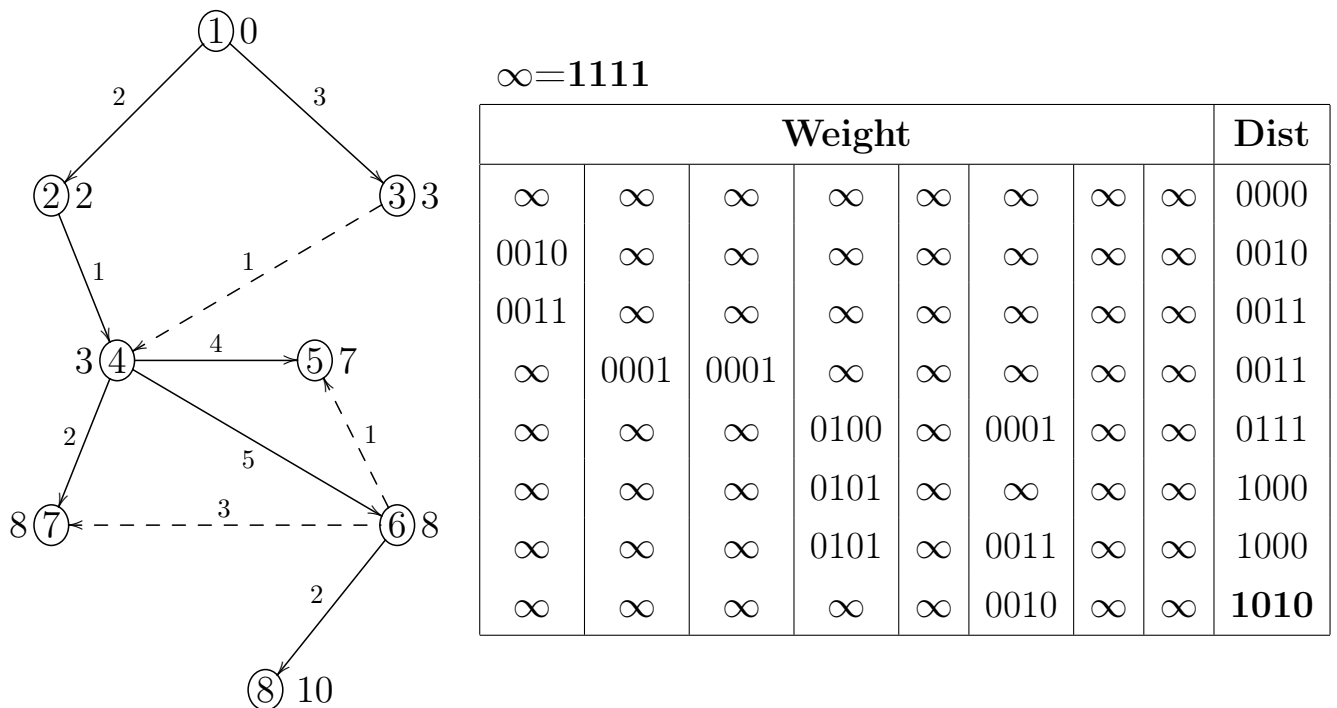 1 0
2
3
2 2
3 3
1
1
3 4
4
5 7
2
5
1
8 7
3
6 8
2
8 10
∞=1111
Weight Dist
∞ ∞ ∞ ∞ ∞ ∞ ∞ ∞ 0000
0010 ∞ ∞ ∞ ∞ ∞ ∞ ∞ 0010
0011 ∞ ∞ ∞ ∞ ∞ ∞ ∞ 0011
∞ 0001 0001 ∞ ∞ ∞ ∞ ∞ 0011
∞ ∞ ∞ 0100 ∞ 0001 ∞ ∞ 0111
∞ ∞ ∞ 0101 ∞ ∞ ∞ ∞ 1000
∞ ∞ ∞ 0101 ∞ 0011 ∞ ∞ 1000
∞ ∞ ∞ ∞ ∞ 0010 ∞ ∞ 1010